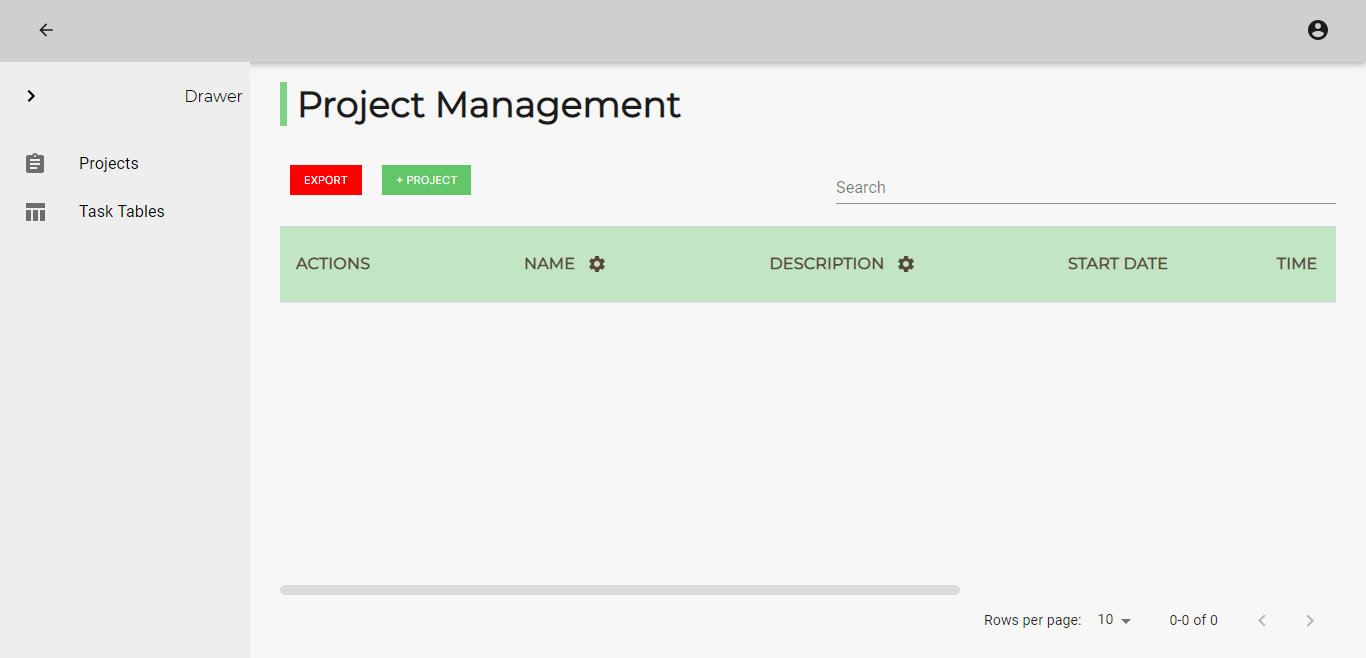 Drawer
Project Management
Projects
Task Tables
EXPORT
+ PROJECT
Search
ACTIONS NAME DESCRIPTION START DATE TIME
Rows per page: 10 0-0 of 0